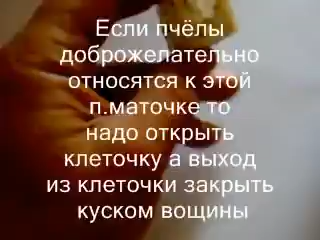 Если пчёлы
доброжелательно
относятся к этой
п.маточке то
надо открыть
клеточку а выход
из клеточки закрыть
куском вощины